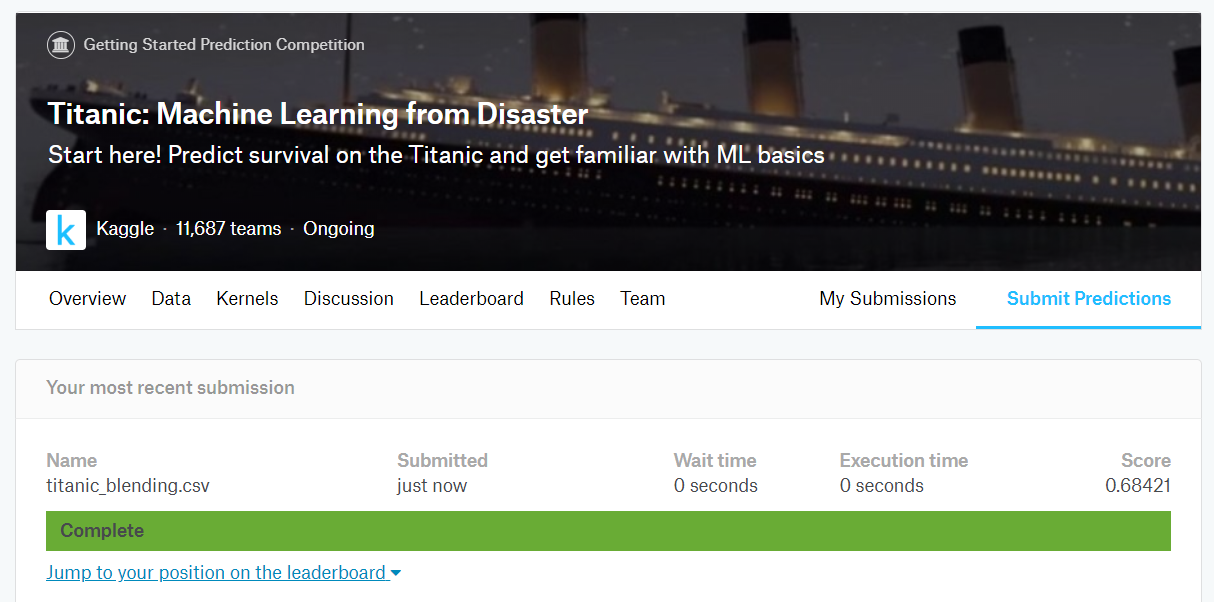 Getting Started Prediction Competition
Titanic: Machine Learning from Disaster
Start here! Predict survival on the Titanic and get familiar with ML basics
k Kaggle · 11,687 teams · Ongoing
Overview Data Kernels Discussion Leaderboard Rules Team My Submissions Submit Predictions
Your most recent submission
Name Submitted Wait time Execution time Score
titanic_blending.csv just now 0 seconds 0 seconds 0.68421
Complete
Jump to your position on the leaderboard